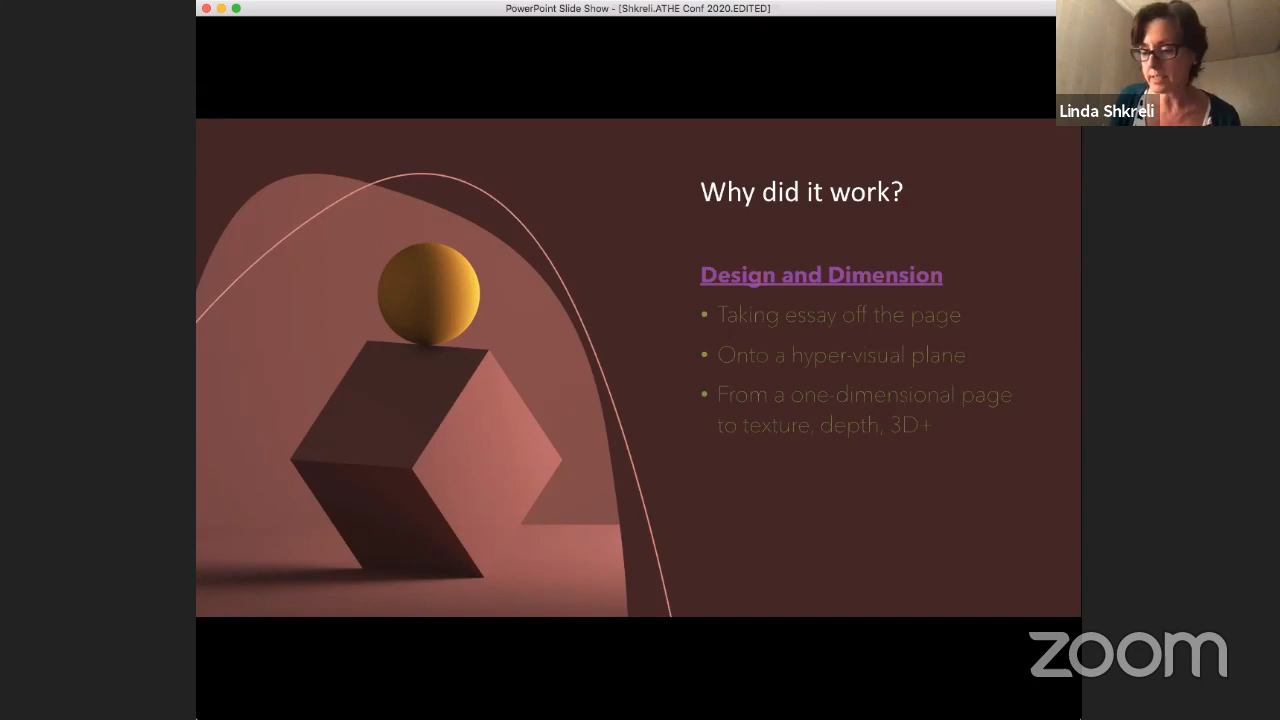 PowerPoint Slide Show - [Shkreli.ATHE Conf 2020.EDITED]
Linda Shkreli
Why did it work?
Design and Dimension
• Taking essay off the page
• Onto a hyper-visual plane
• From a one-dimensional page
to texture, depth, 3D+
zoom